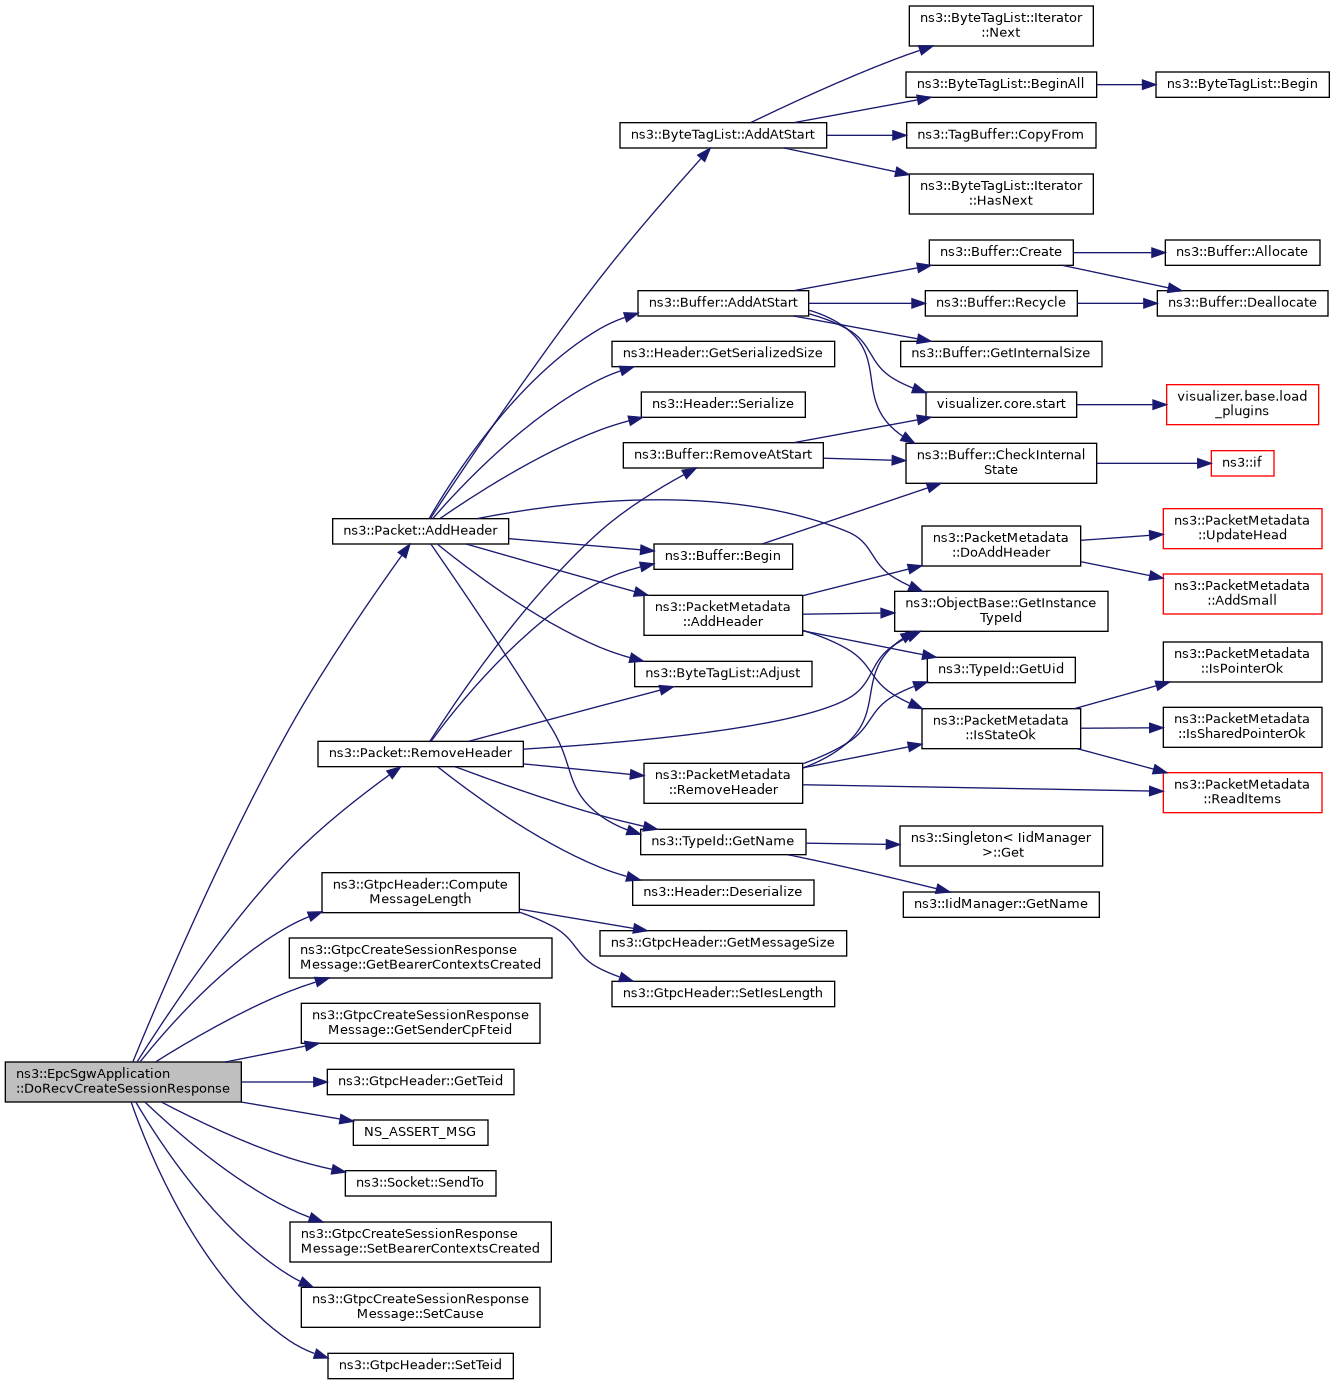 ns3::EpcSgwApplication
::DoRecvCreateSessionResponse
ns3::Packet::AddHeader
ns3::Packet::RemoveHeader
ns3::GtpcHeader::Compute
MessageLength
ns3::GtpcCreateSessionResponse
Message::GetBearerContextsCreated
ns3::GtpcCreateSessionResponse
Message::GetSenderCpFteid
ns3::GtpcHeader::GetTeid
NS_ASSERT_MSG
ns3::Socket::SendTo
ns3::GtpcCreateSessionResponse
Message::SetBearerContextsCreated
ns3::GtpcCreateSessionResponse
Message::SetCause
ns3::GtpcHeader::SetTeid
ns3::ByteTagList::AddAtStart
ns3::Buffer::AddAtStart
ns3::Header::GetSerializedSize
ns3::Header::Serialize
ns3::Buffer::RemoveAtStart
ns3::Buffer::Begin
ns3::PacketMetadata
::AddHeader
ns3::ByteTagList::Adjust
ns3::PacketMetadata
::RemoveHeader
ns3::TypeId::GetName
ns3::Header::Deserialize
ns3::GtpcHeader::GetMessageSize
ns3::GtpcHeader::SetIesLength
ns3::ByteTagList::Iterator
::Next
ns3::ByteTagList::BeginAll
ns3::TagBuffer::CopyFrom
ns3::ByteTagList::Iterator
::HasNext
ns3::Buffer::Create
ns3::Buffer::Recycle
ns3::Buffer::GetInternalSize
visualizer.core.start
ns3::Buffer::CheckInternal
State
ns3::PacketMetadata
::DoAddHeader
ns3::ObjectBase::GetInstance
TypeId
ns3::TypeId::GetUid
ns3::PacketMetadata
::IsStateOk
ns3::Singleton< IidManager
>::Get
ns3::IidManager::GetName
ns3::ByteTagList::Begin
ns3::Buffer::Allocate
ns3::Buffer::Deallocate
visualizer.base.load
_plugins
ns3::if
ns3::PacketMetadata
::UpdateHead
ns3::PacketMetadata
::AddSmall
ns3::PacketMetadata
::IsPointerOk
ns3::PacketMetadata
::IsSharedPointerOk
ns3::PacketMetadata
::ReadItems